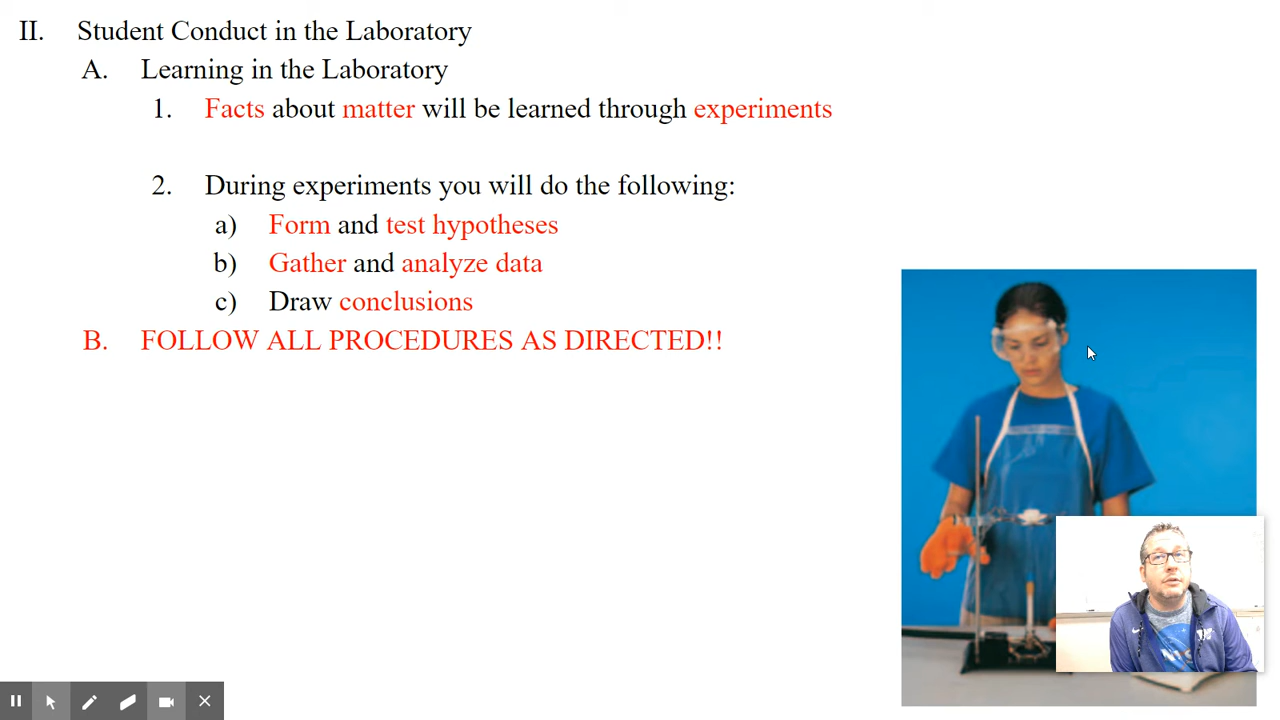 II. Student Conduct in the Laboratory
A. Learning in the Laboratory
1. Facts about matter will be learned through experiments
2. During experiments you will do the following:
a) Form and test hypotheses
b) Gather and analyze data
c) Draw conclusions
B. FOLLOW ALL PROCEDURES AS DIRECTED!!